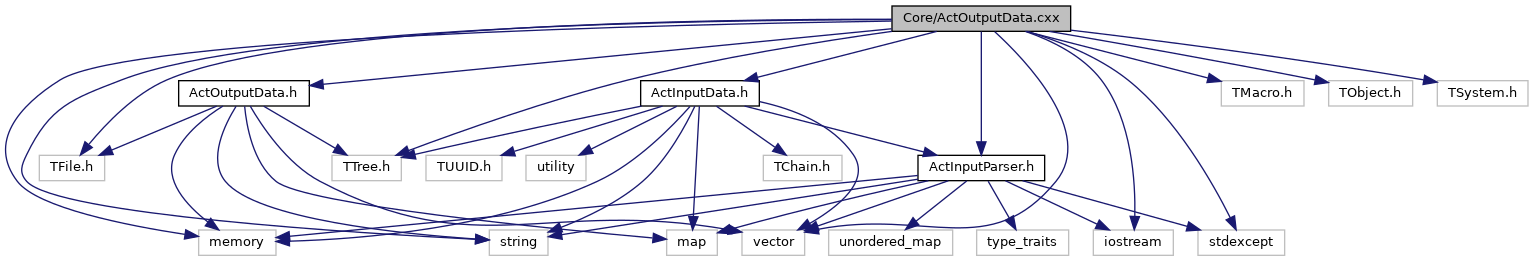 Core/ActOutputData.cxx
ActOutputData.h
ActInputData.h
TMacro.h
TObject.h
TSystem.h
TFile.h
TTree.h
TUUID.h
utility
TChain.h
ActInputParser.h
memory
string
map
vector
unordered_map
type_traits
iostream
stdexcept